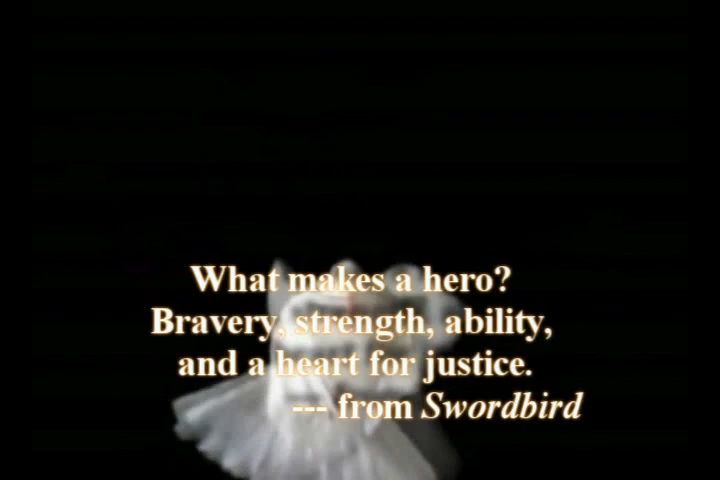 What makes a hero?
Bravery, strength, ability,
and a heart for justice.
--- from Swordbird